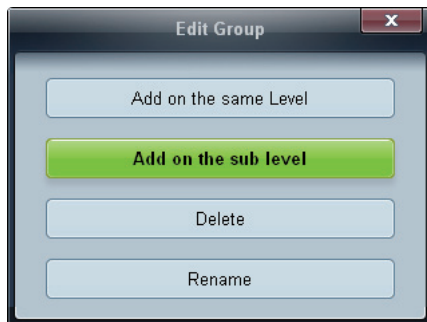 Edit Group
x
Add on the same Level
Add on the sub level
Delete
Rename